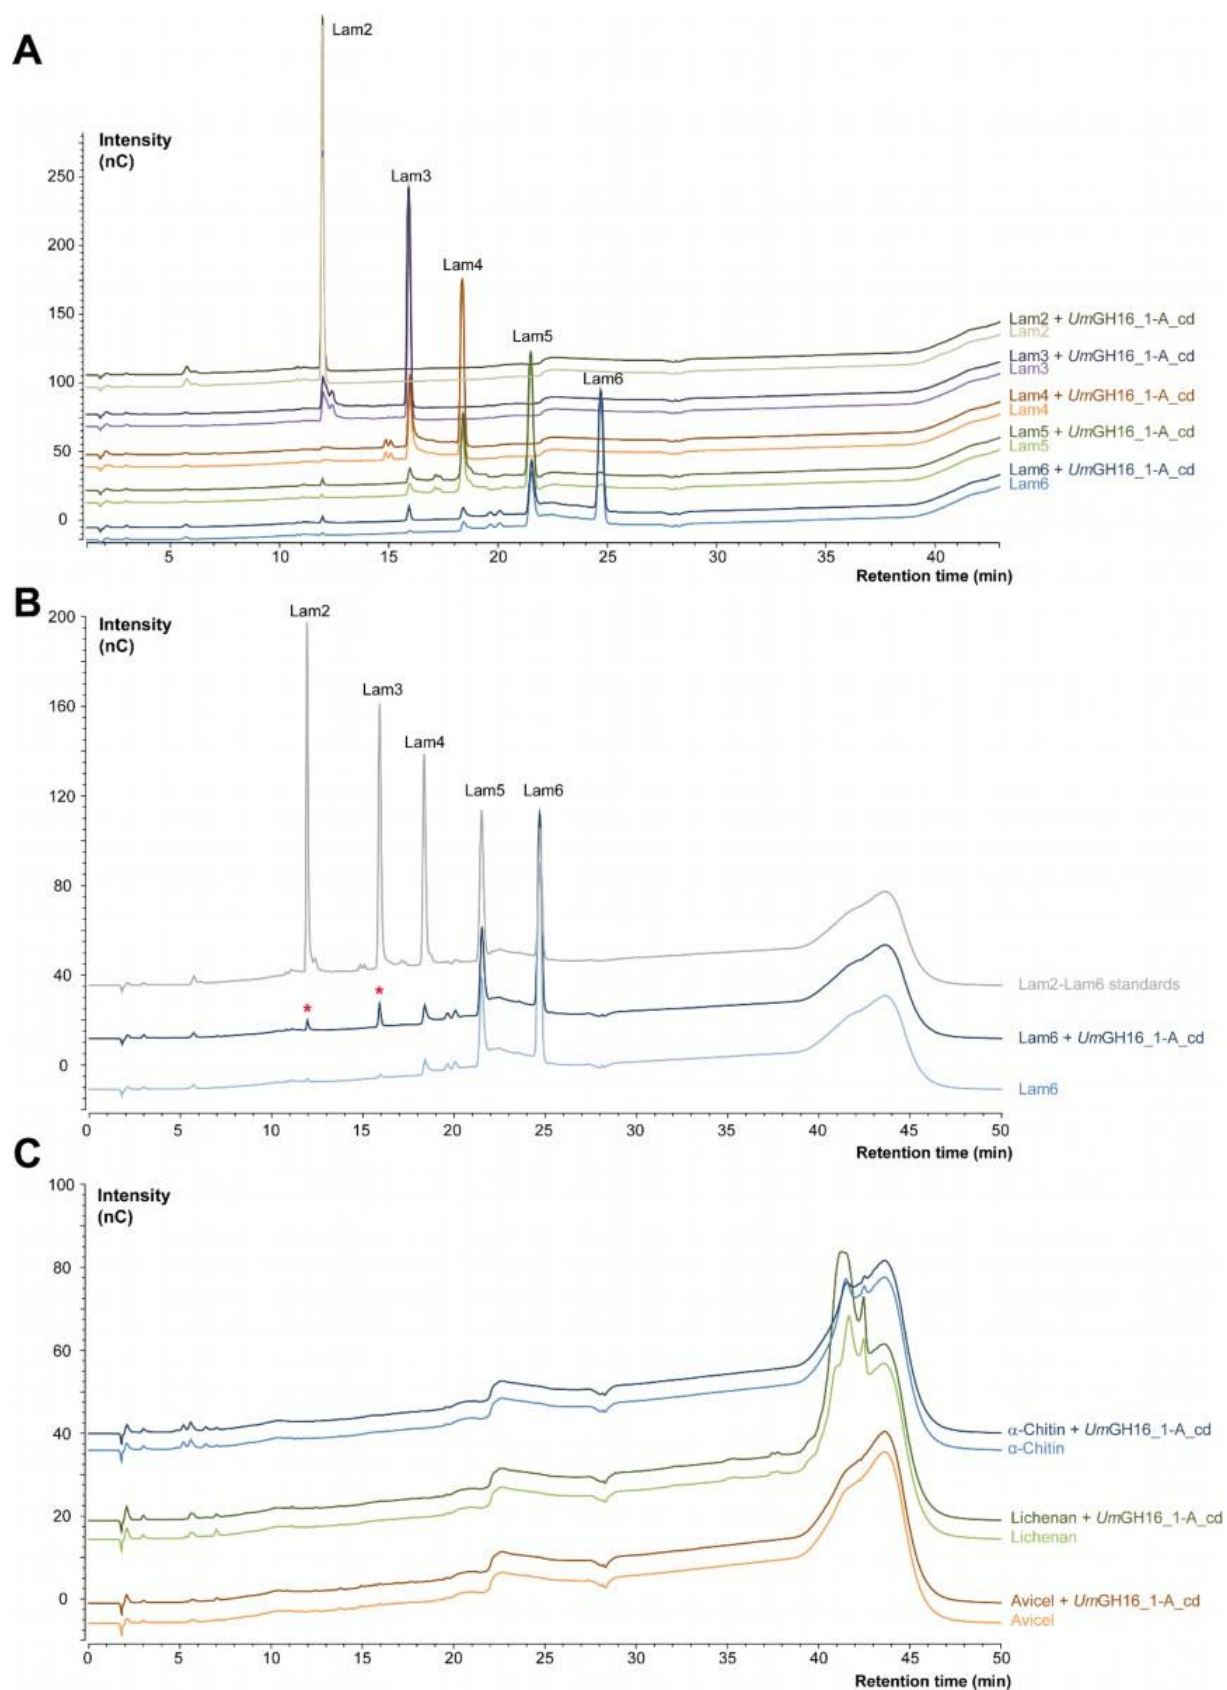 A
Lam2
Intensity
(nC)
Lam3
250
200
Lam4
150
Lam5
Lam2 + UmGH16_1-A_cd
Lam2
Lam6
Lam3 + UmGH16_1-A_cd
Lam3
100
Lam4 + UmGH16_1-A_cd
Lam4
Lam5 + UmGH16_1-A_cd
Lam5
50
Lam6 + UmGH16_1-A_cd
Lam6
0
5 10 15 20 25 30 35 40
Retention time (min)
B
200
Lam2
Intensity
(nC)
160
Lam3
Lam4
120
Lam5 Lam6
80
40
Lam2-Lam6 standards
* *
Lam6 + UmGH16_1-A_cd
0
Lam6
0 5 10 15 20 25 30 35 40 45 50
Retention time (min)
C
100
Intensity
(nC)
80
60
40
α-Chitin + UmGH16_1-A_cd
α-Chitin
20
Lichenan + UmGH16_1-A_cd
Lichenan
0
Avicel + UmGH16_1-A_cd
Avicel
0 5 10 15 20 25 30 35 40 45 50
Retention time (min)